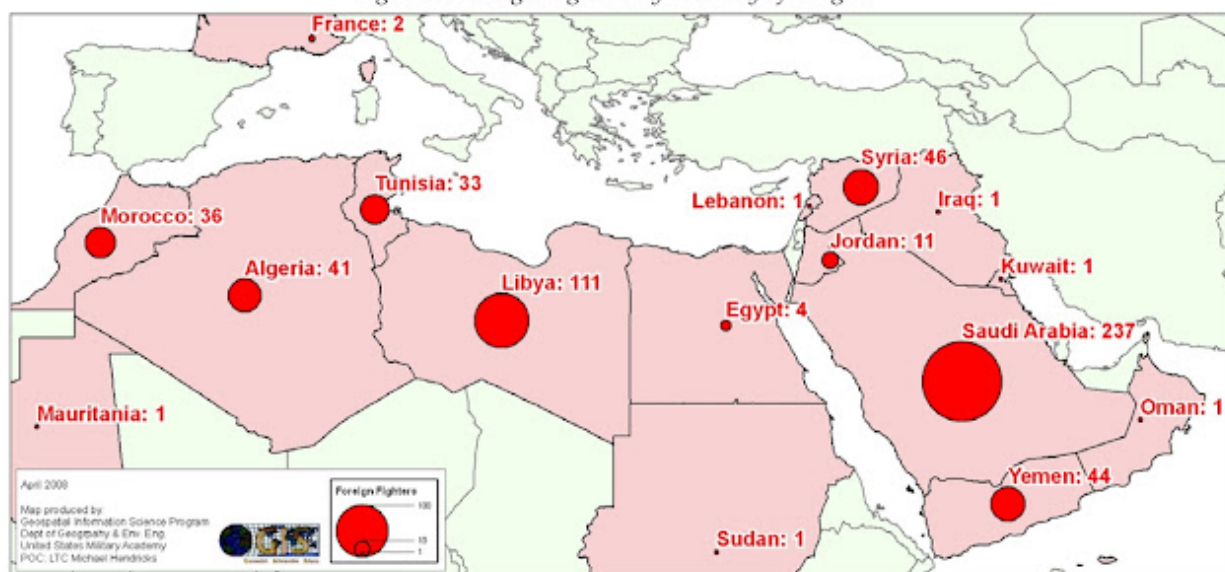 France: 2
Syria: 46
Tunisia: 33
Lebanon: 1
Iraq: 1
Morocco: 36
Jordan: 11
Algeria: 41
Libya: 111
Kuwait: 1
Egypt: 4
Saudi Arabia: 237
Mauritania: 1
Oman: 1
Yemen: 44
Sudan: 1
April 2008
Map produced by:
Geospatial Information Science Program
Dept of Geogrpahy & Env. Eng.
United States Military Academy
POC: LTC Michael Hendricks
Foreign Fighters
100
10
1